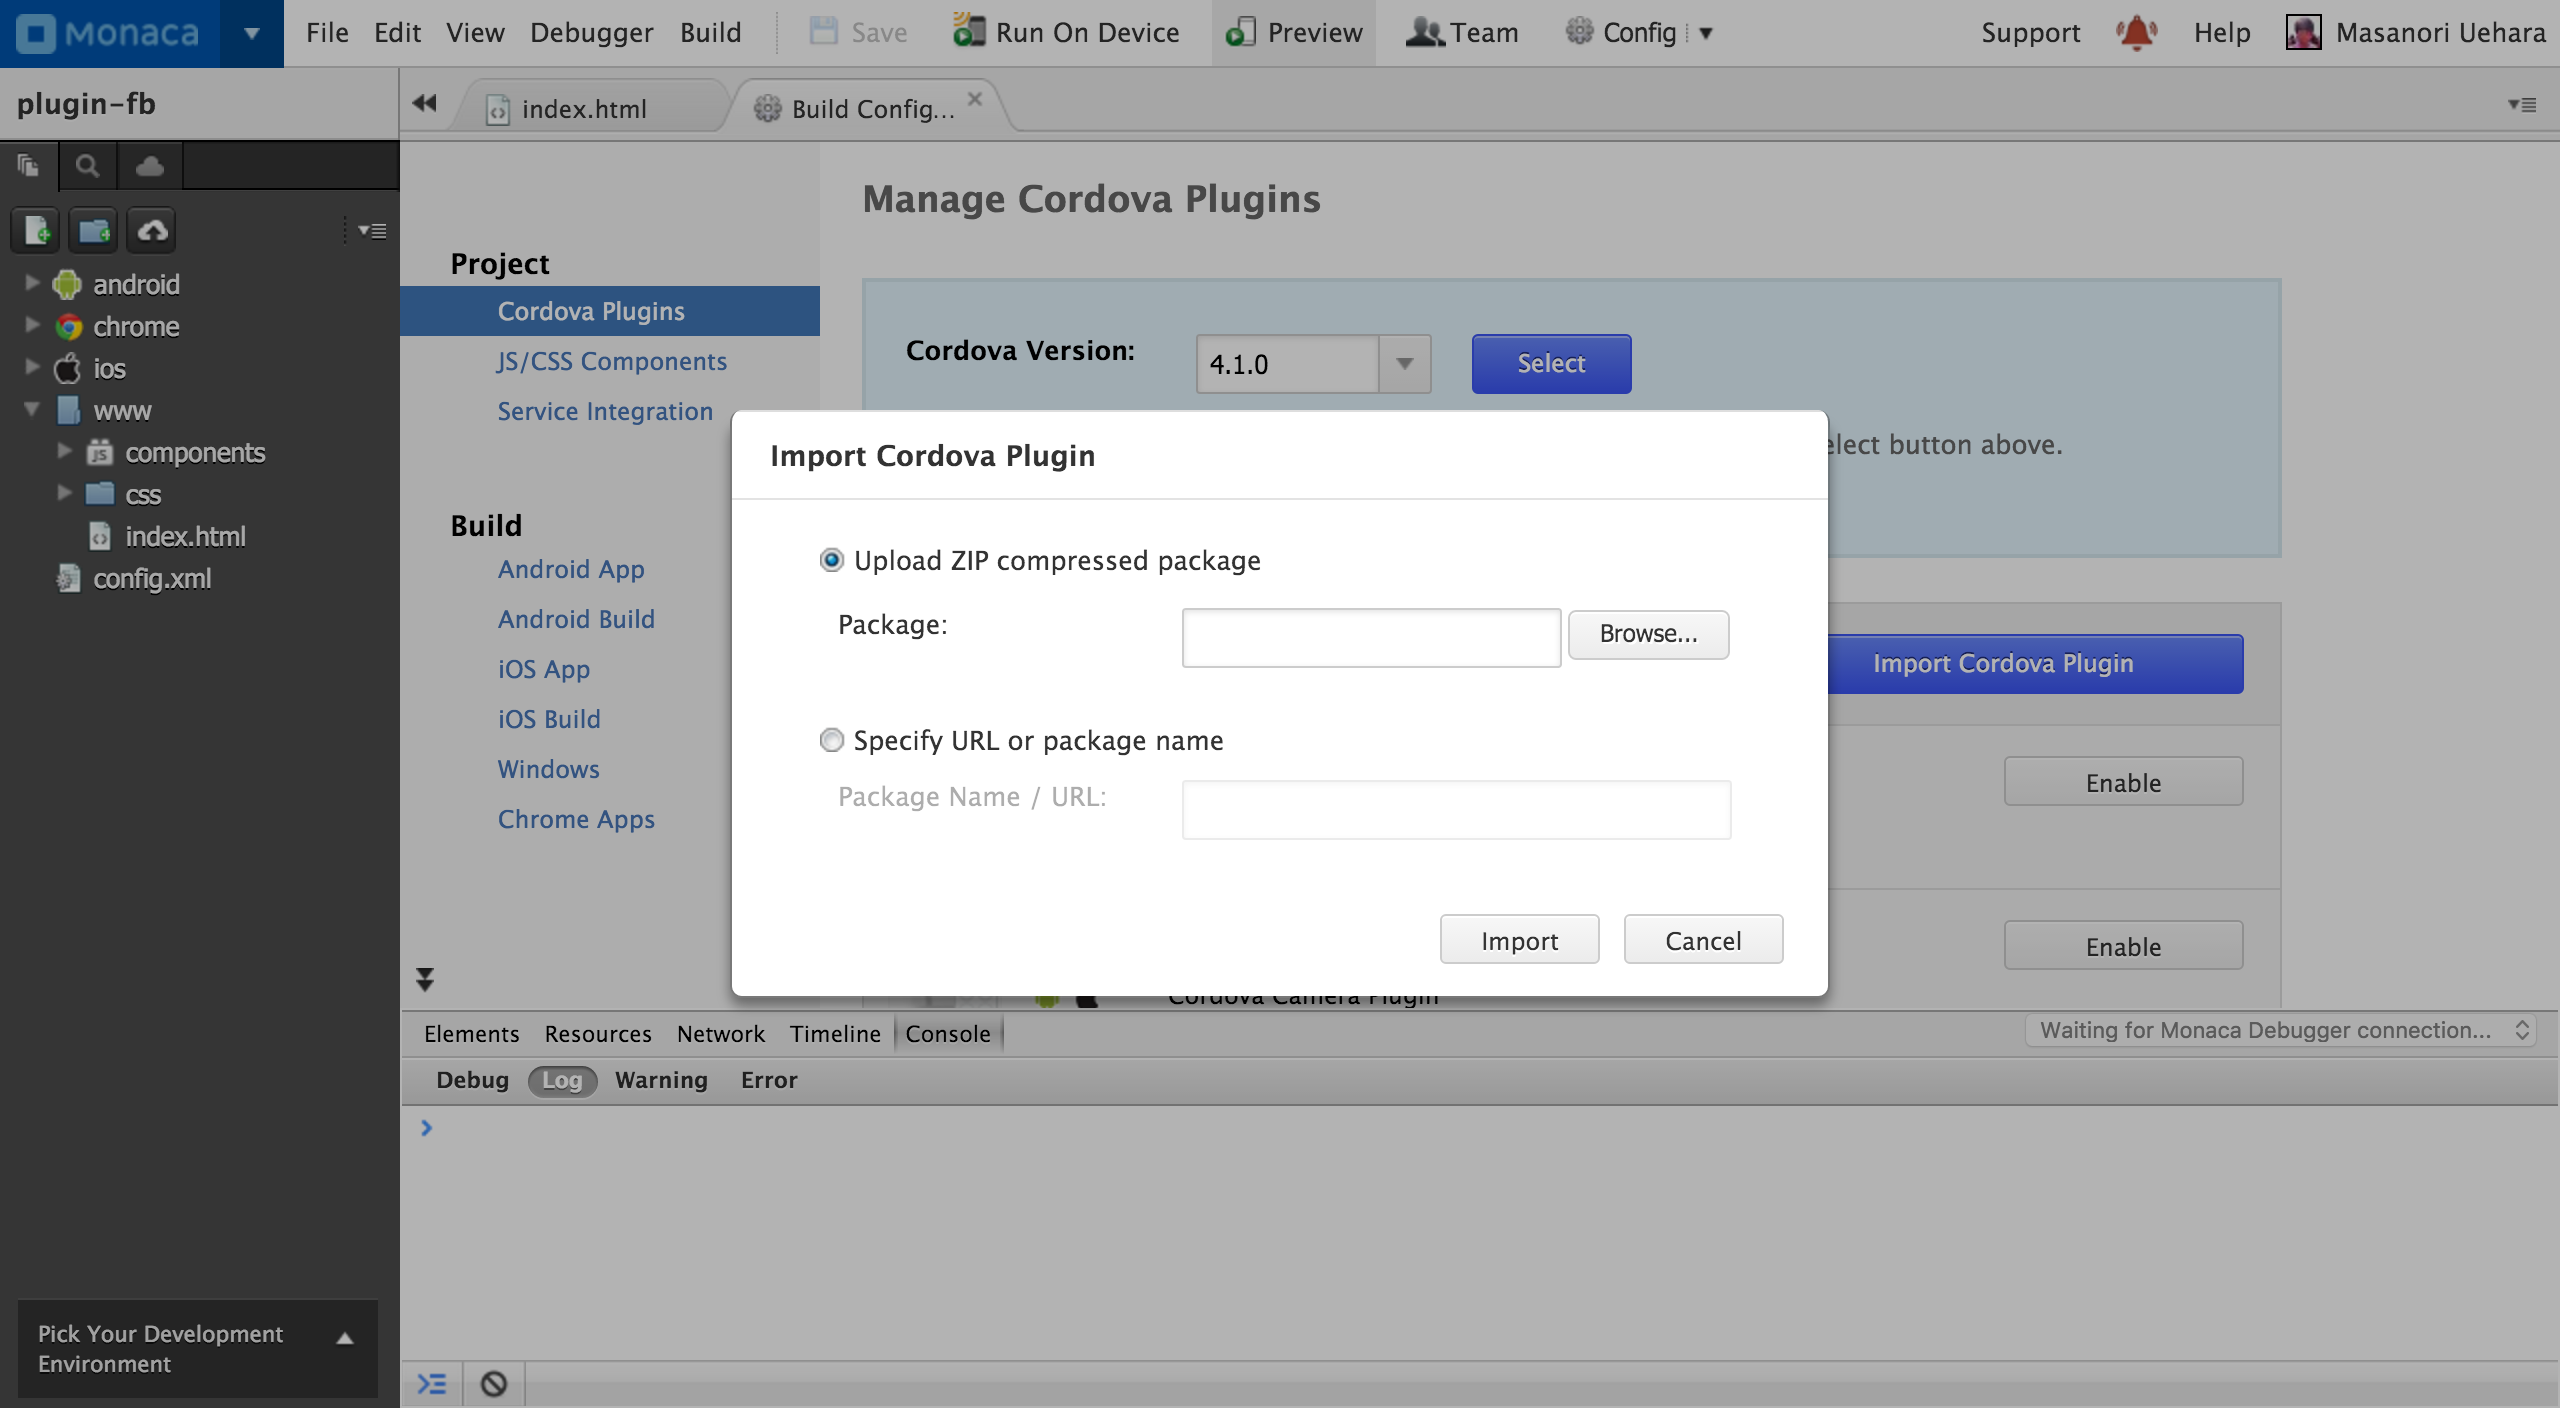 Monaca
File Edit View Debugger Build Save Run On Device Preview Team Config Support Help Masanori Uehara
plugin-fb
index.html
Build Config...
android
chrome
ios
www
components
css
index.html
config.xml
Pick Your Development
Environment
Project
Cordova Plugins
JS/CSS Components
Service Integration
Build
Android App
Android Build
iOS App
iOS Build
Windows
Chrome Apps
Manage Cordova Plugins
Cordova Version:
4.1.0
Select
elect button above.
Import Cordova Plugin
Enable
Enable
Cordova Camera Plugin
Import Cordova Plugin
Upload ZIP compressed package
Package:
Browse...
Specify URL or package name
Package Name / URL:
Import
Cancel
Elements Resources Network Timeline Console
Waiting for Monaca Debugger connection...
Debug Log Warning Error